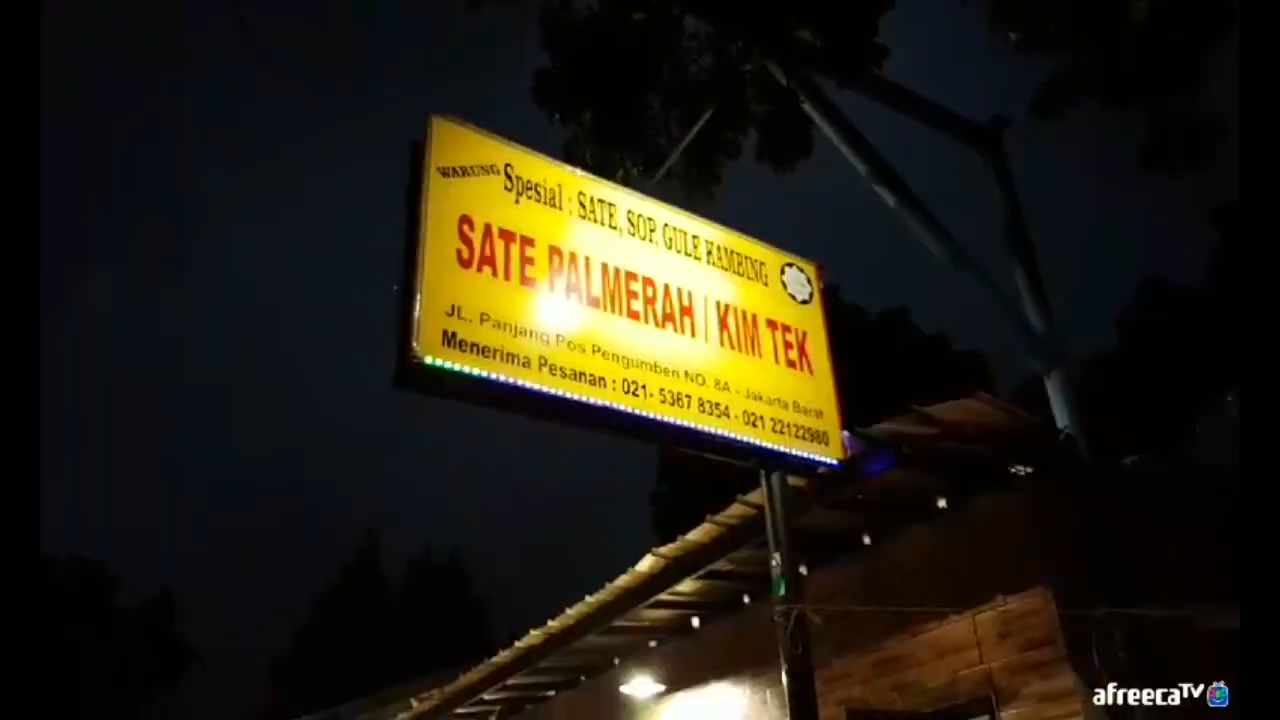 WARUNG Spesial : SATE, SOP, GULE KAMBING
SATE PALMERAH / KIM TEK
JL. Panjang Pos Pengumben NO. 8A - Jakarta Barat
Menerima Pesanan : 021- 5367 8354 - 021 22122980
afreecaTV